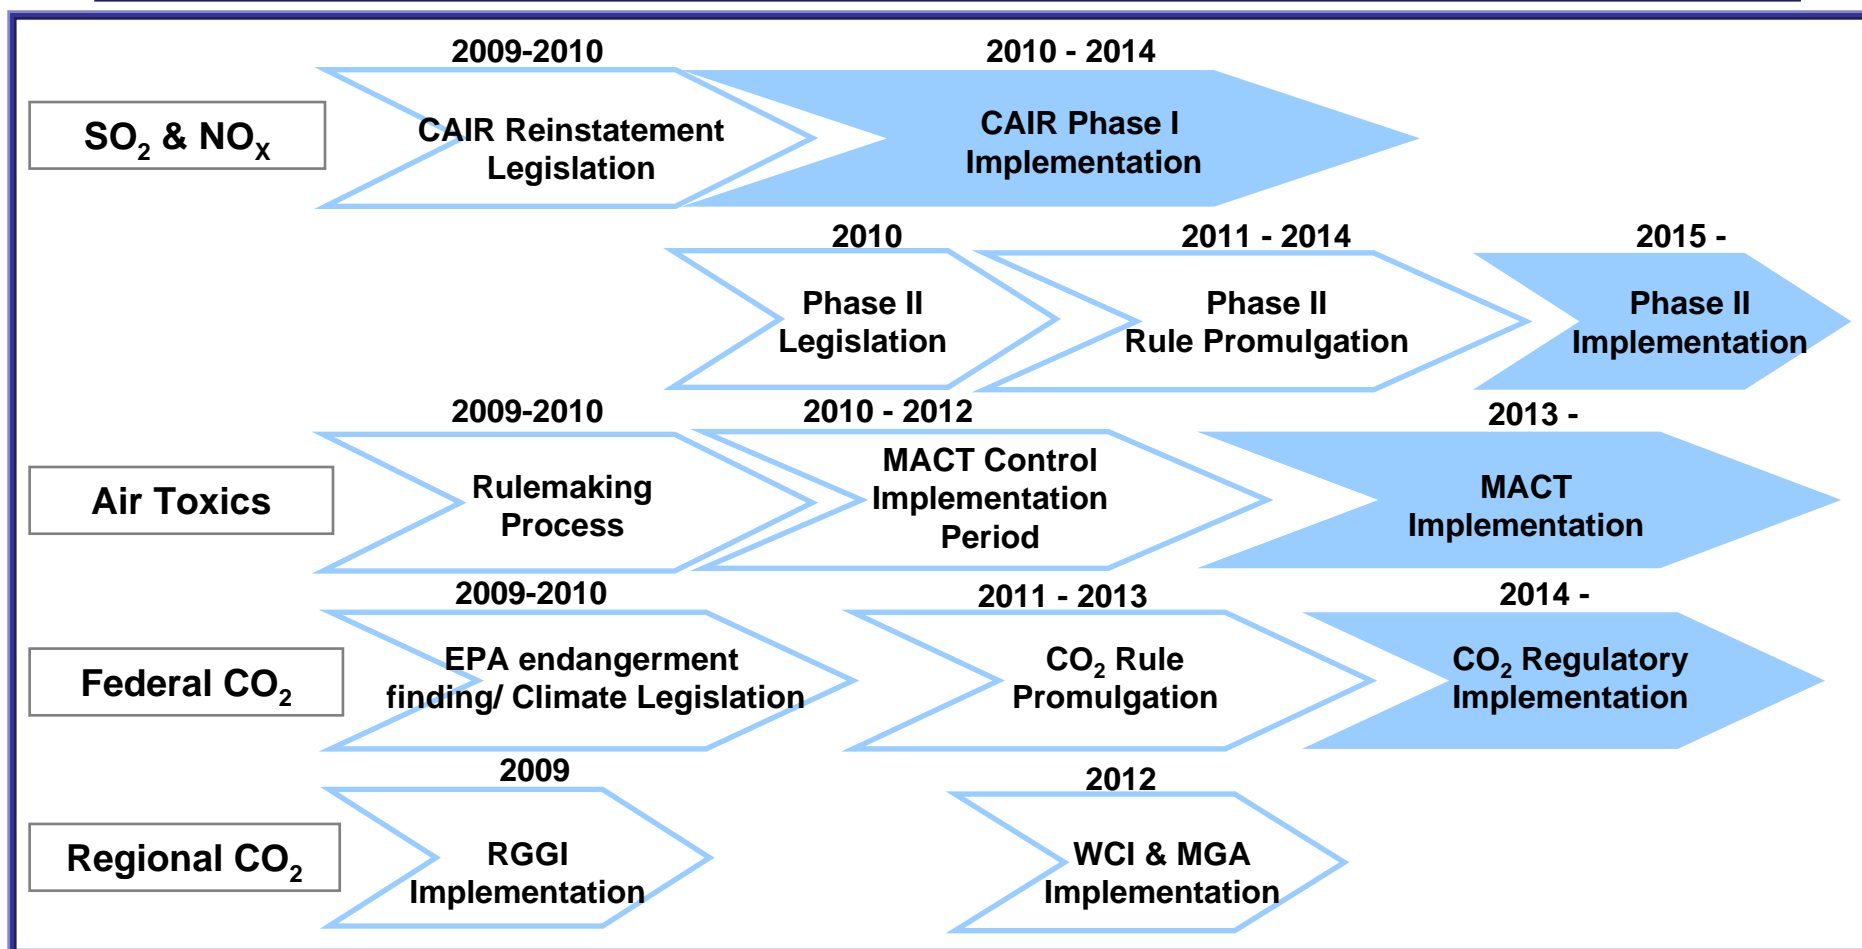 2009-2010
2010 - 2014
SO₂ & NOₓ
CAIR Reinstatement
Legislation
CAIR Phase I
Implementation
2010
2011 - 2014
2015 -
Phase II
Legislation
Phase II
Rule Promulgation
Phase II
Implementation
2009-2010
2010 - 2012
2013 -
Air Toxics
Rulemaking
Process
MACT Control
Implementation
Period
MACT
Implementation
2009-2010
2011 - 2013
2014 -
Federal CO₂
EPA endangerment
finding/ Climate Legislation
CO₂ Rule
Promulgation
CO₂ Regulatory
Implementation
2009
2012
Regional CO₂
RGGI
Implementation
WCI & MGA
Implementation